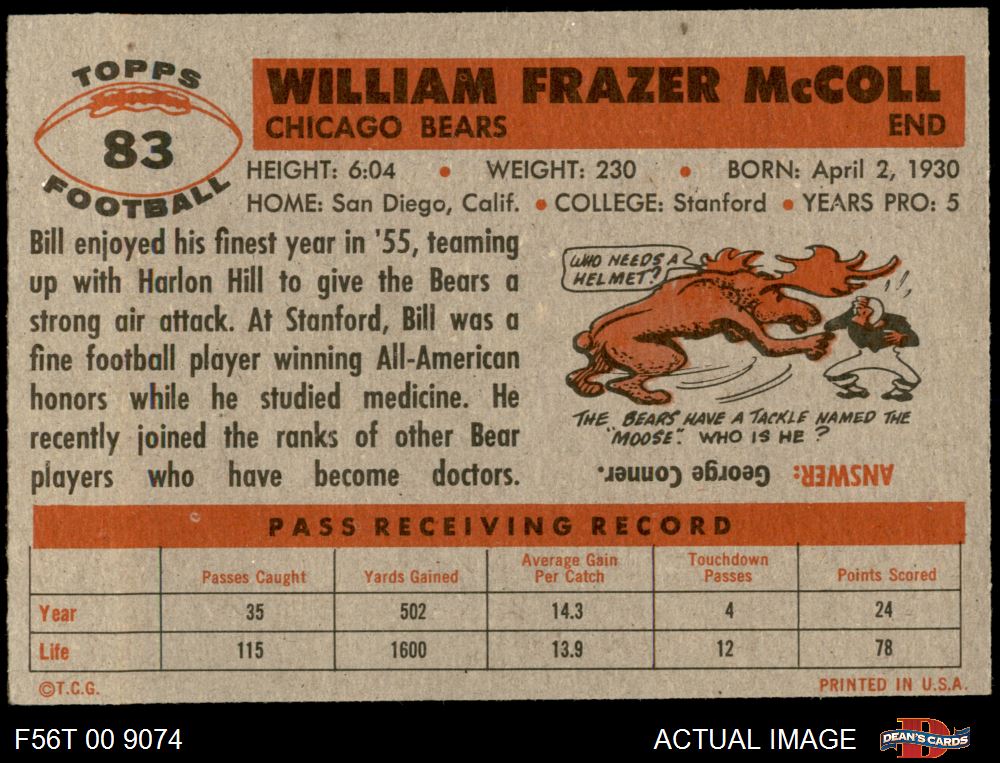 TOPPS
83
FOOTBALL
WILLIAM FRAZER McCOLL
CHICAGO BEARS END
HEIGHT: 6:04 • WEIGHT: 230 • BORN: April 2, 1930
HOME: San Diego, Calif. • COLLEGE: Stanford • YEARS PRO: 5
Bill enjoyed his finest year in '55, teaming
up with Harlon Hill to give the Bears a
strong air attack. At Stanford, Bill was a
fine football player winning All-American
honors while he studied medicine. He
recently joined the ranks of other Bear
players who have become doctors.
WHO NEEDS A
HELMET?
THE BEARS HAVE A TACKLE NAMED THE
"MOOSE". WHO IS HE?
ANSWER: George Conner.
PASS RECEIVING RECORD
Passes Caught Yards Gained Average Gain Per Catch Touchdown Passes Points Scored
Year 35 502 14.3 4 24
Life 115 1600 13.9 12 78
©T.C.G. PRINTED IN U.S.A.
F56T 00 9074 ACTUAL IMAGE D DEAN'S CARDS